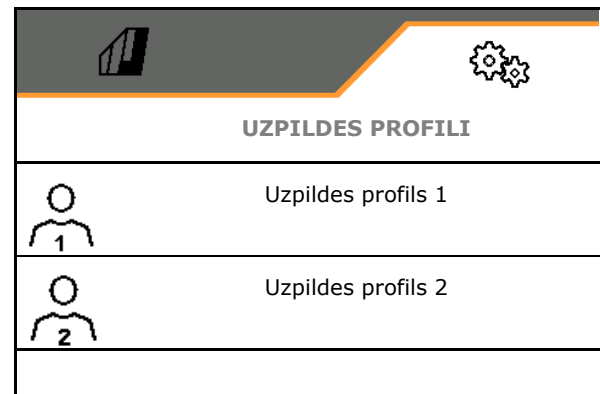 UZPILDES PROFILI
Uzpildes profils 1
1
Uzpildes profils 2
2